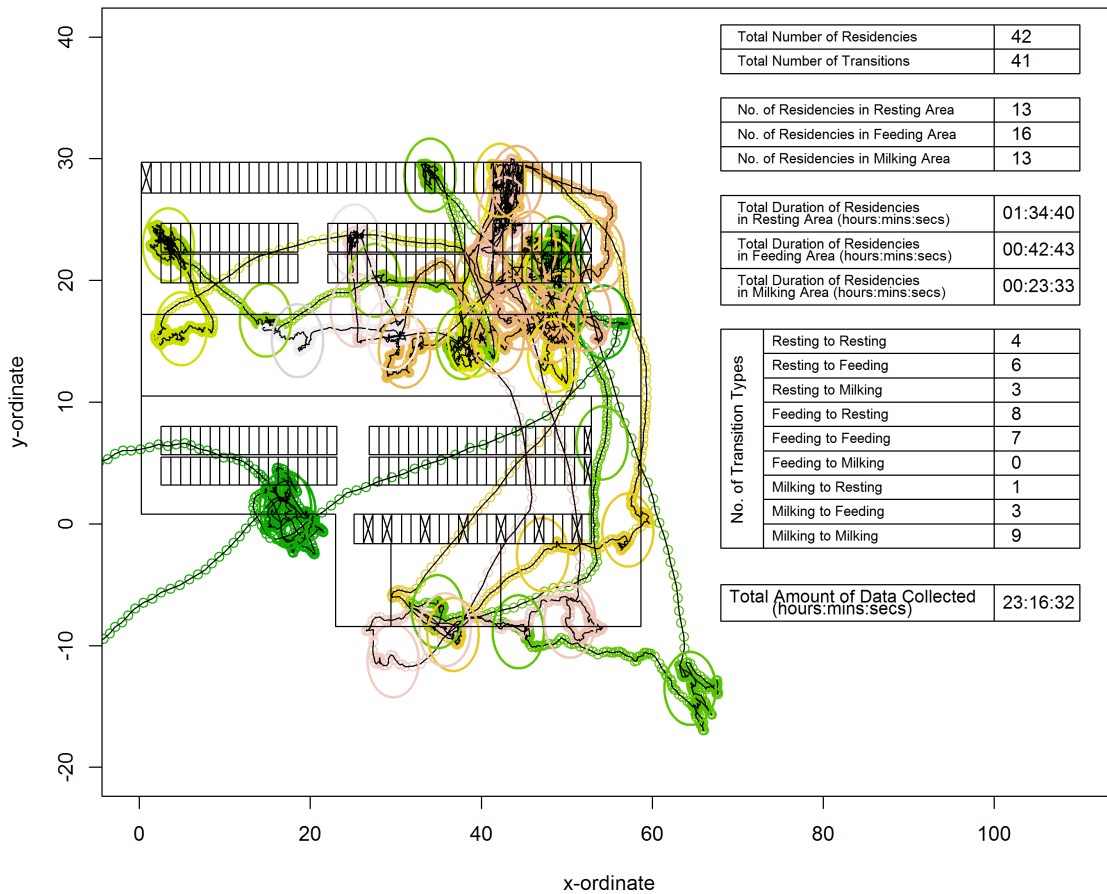 40
30
20
10
0
-10
-20
y-ordinate
0
20
40
60
80
100
x-ordinate
Total Number of Residencies 42
Total Number of Transitions 41
No. of Residencies in Resting Area 13
No. of Residencies in Feeding Area 16
No. of Residencies in Milking Area 13
Total Duration of Residencies
in Resting Area (hours:mins:secs) 01:34:40
Total Duration of Residencies
in Feeding Area (hours:mins:secs) 00:42:43
Total Duration of Residencies
in Milking Area (hours:mins:secs) 00:23:33
No. of Transition Types
Resting to Resting 4
Resting to Feeding 6
Resting to Milking 3
Feeding to Resting 8
Feeding to Feeding 7
Feeding to Milking 0
Milking to Resting 1
Milking to Feeding 3
Milking to Milking 9
Total Amount of Data Collected
(hours:mins:secs) 23:16:32